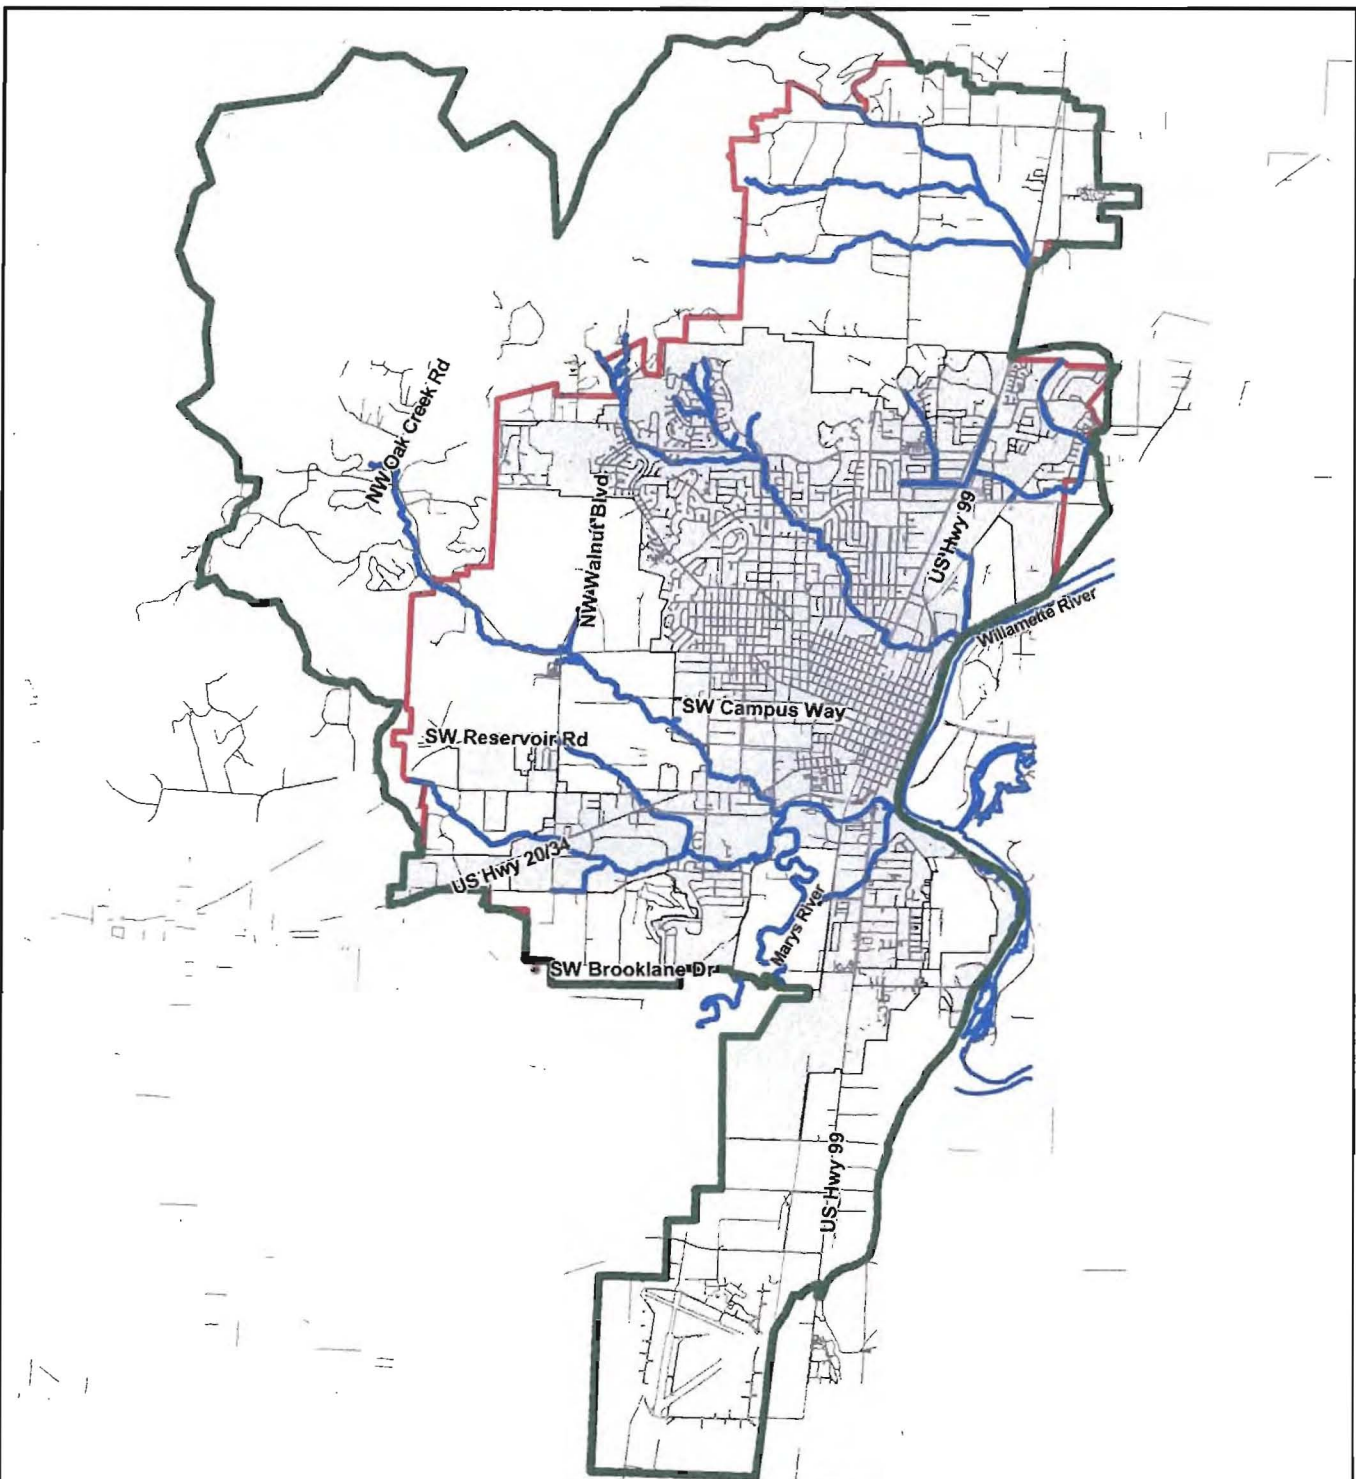 NW Oak Creek Rd
NW Walnut Blvd
US Hwy 99
Willamette River
SW Campus Way
SW Reservoir Rd
US Hwy 20/34
Marys River
SW Brooklane Dr
US Hwy 99